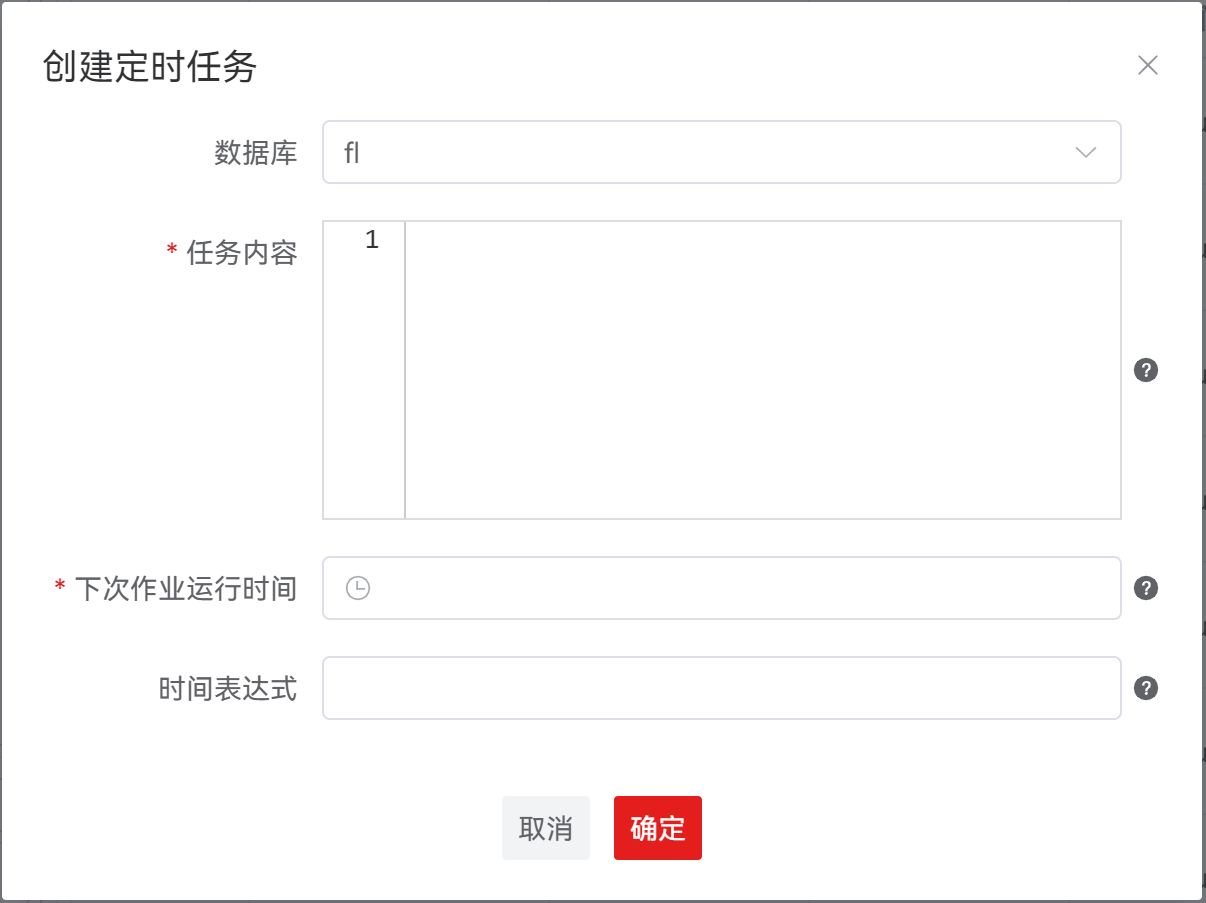 创建定时任务
数据库 fl
* 任务内容 1
* 下次作业运行时间
时间表达式
取消 确定